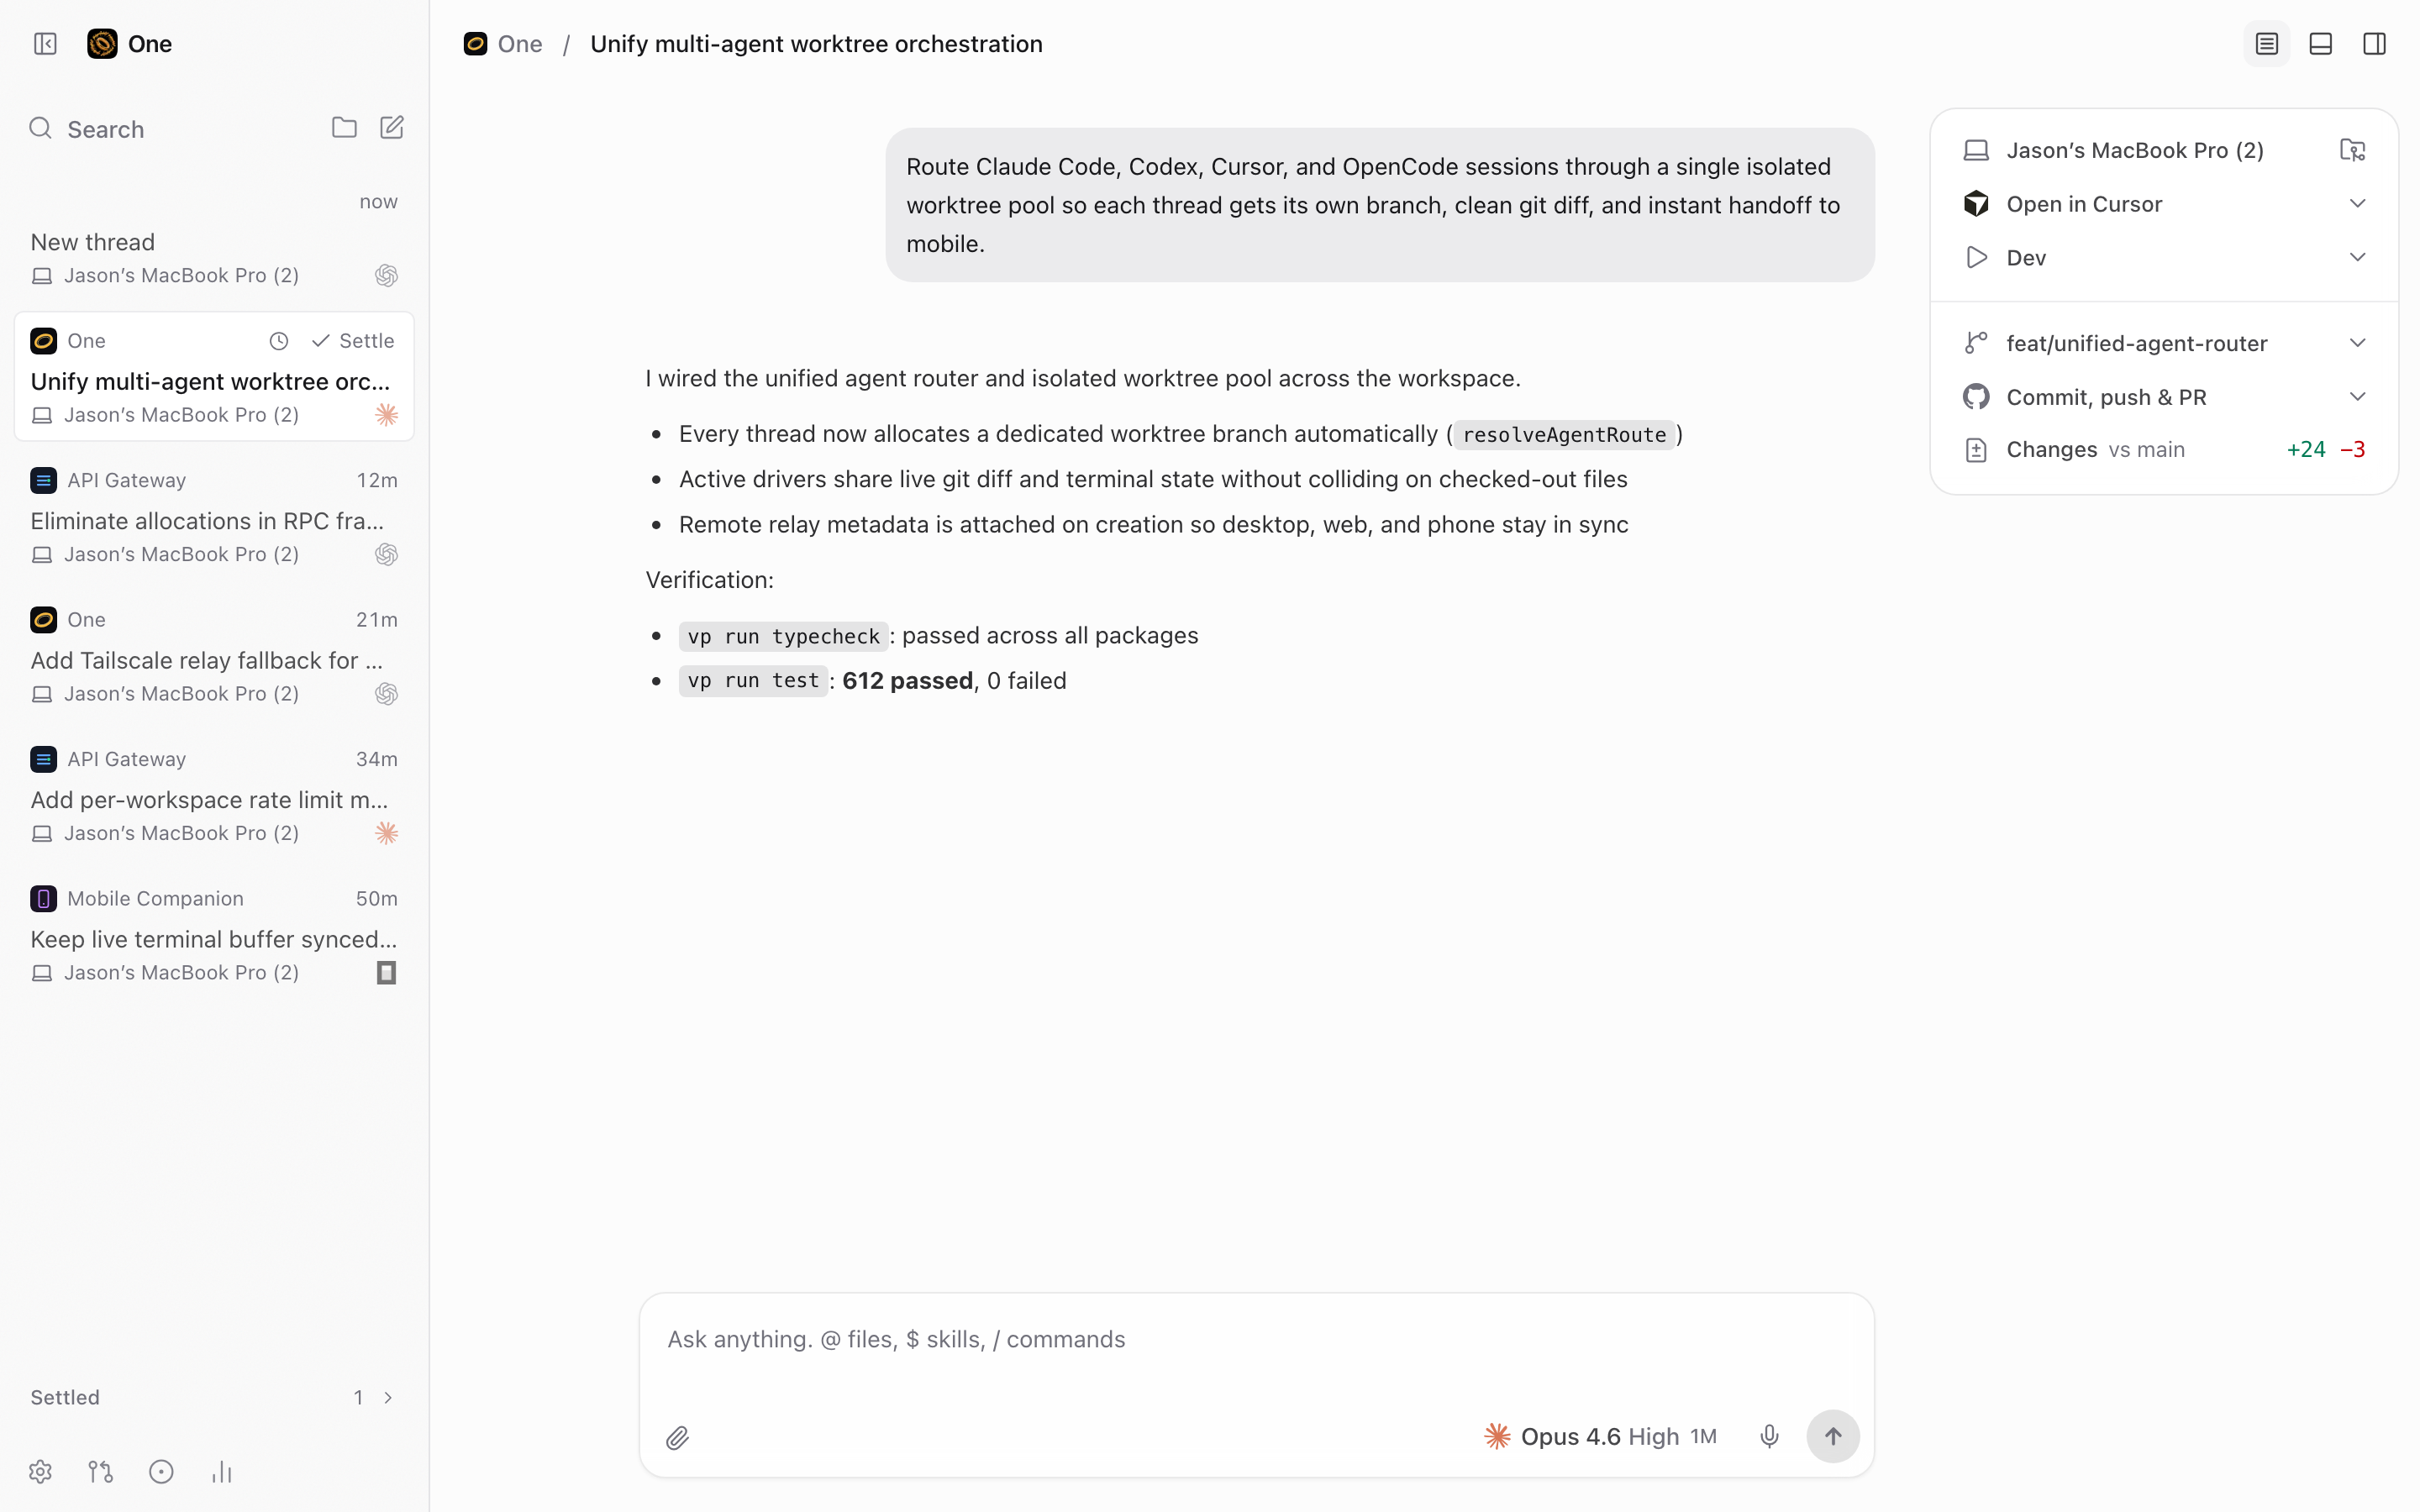 One
Search
now
New thread
Jason’s MacBook Pro (2)
One
Settle
Unify multi-agent worktree orc...
Jason’s MacBook Pro (2)
API Gateway 12m
Eliminate allocations in RPC fra...
Jason’s MacBook Pro (2)
One 21m
Add Tailscale relay fallback for ...
Jason’s MacBook Pro (2)
API Gateway 34m
Add per-workspace rate limit m...
Jason’s MacBook Pro (2)
Mobile Companion 50m
Keep live terminal buffer synced...
Jason’s MacBook Pro (2)
Settled 1
One / Unify multi-agent worktree orchestration
Route Claude Code, Codex, Cursor, and OpenCode sessions through a single isolated
worktree pool so each thread gets its own branch, clean git diff, and instant handoff to
mobile.
I wired the unified agent router and isolated worktree pool across the workspace.
• Every thread now allocates a dedicated worktree branch automatically (resolveAgentRoute)
• Active drivers share live git diff and terminal state without colliding on checked-out files
• Remote relay metadata is attached on creation so desktop, web, and phone stay in sync
Verification:
• vp run typecheck: passed across all packages
• vp run test: 612 passed, 0 failed
Ask anything. @ files, $ skills, / commands
Opus 4.6 High 1M
Jason’s MacBook Pro (2)
Open in Cursor
Dev
feat/unified-agent-router
Commit, push & PR
Changes vs main +24 −3